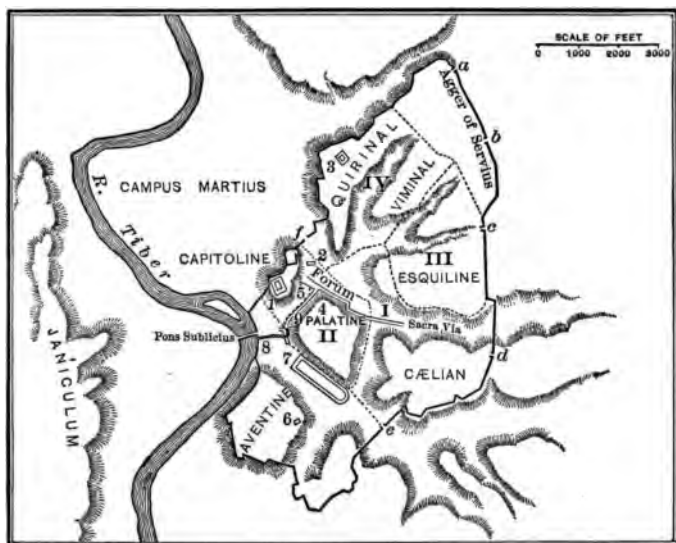 SCALE OF FEET
0 1000 2000 3000
a
Agger of Servius
b
3
QUIRINAL
IV
VIMINAL
CAMPUS MARTIUS
R. Tiber
c
f
2
CAPITOLINE
III
ESQUILINE
Forum
1
5
4
I
9
PALATINE
Sacra Via
II
Pons Sublicius
8
7
d
JANICULUM
CÆLIAN
6
AVENTINE
e